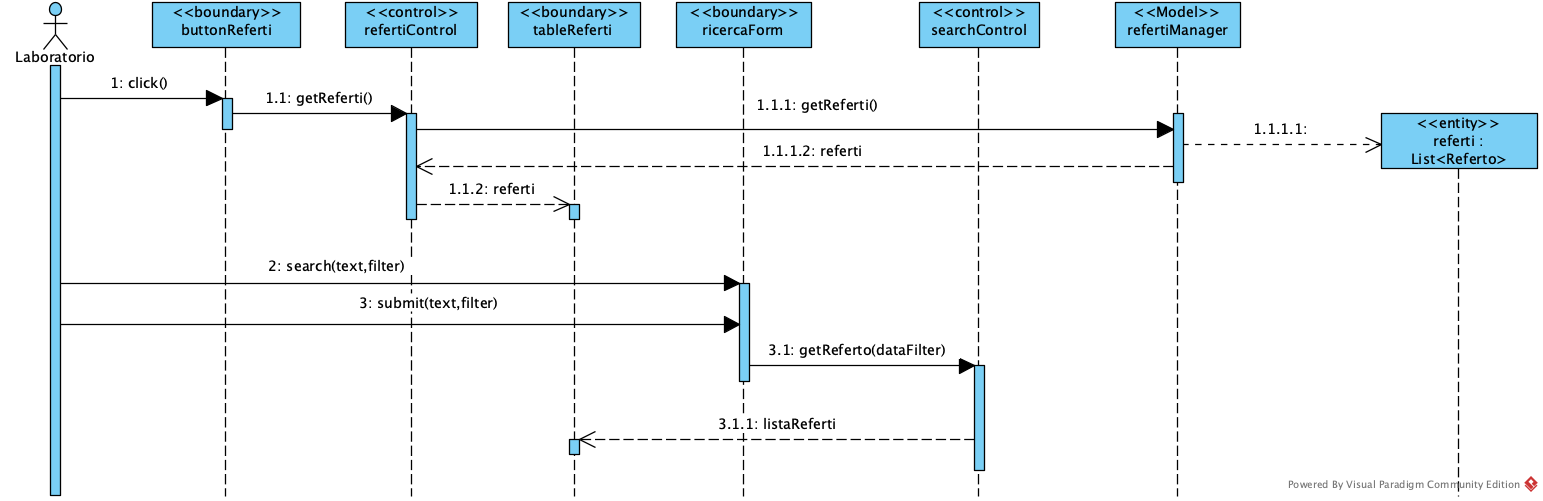 <<boundary>>
buttonReferti
<<control>>
refertiControl
<<boundary>>
tableReferti
<<boundary>>
ricercaForm
<<control>>
searchControl
<<Model>>
refertiManager
Laboratorio
1: click()
1.1: getReferti()
1.1.1: getReferti()
<<entity>>
referti :
List<Referto>
1.1.1.1:
1.1.1.2: referti
1.1.2: referti
2: search(text,filter)
3: submit(text,filter)
3.1: getReferto(dataFilter)
3.1.1: listaReferti
Powered By Visual Paradigm Community Edition